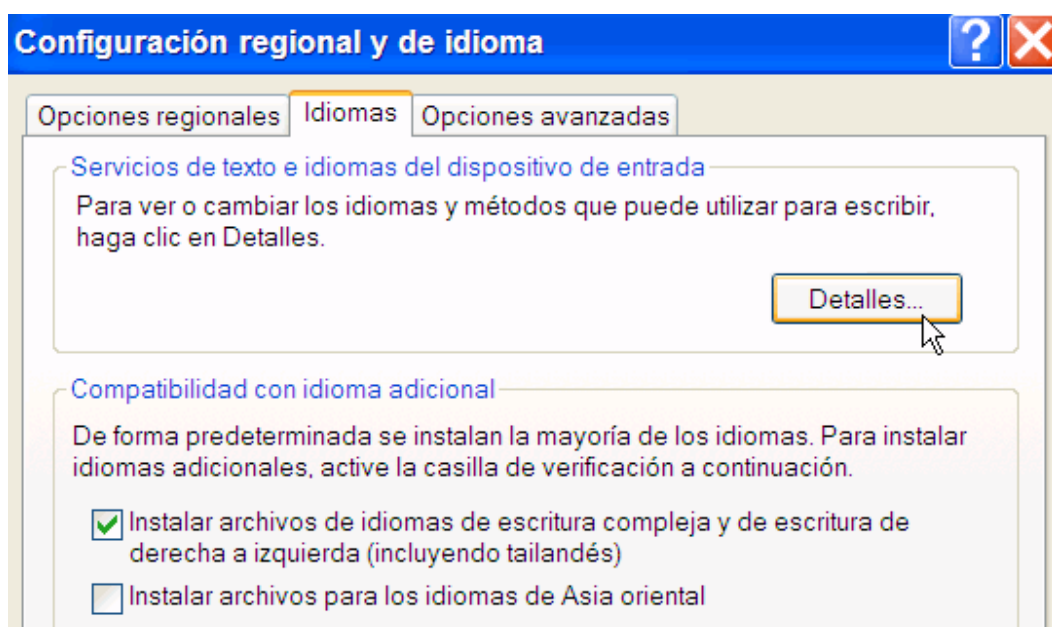 Configuración regional y de idioma
Opciones regionales Idiomas Opciones avanzadas
Servicios de texto e idiomas del dispositivo de entrada
Para ver o cambiar los idiomas y métodos que puede utilizar para escribir,
haga clic en Detalles.
Detalles...
Compatibilidad con idioma adicional
De forma predeterminada se instalan la mayoría de los idiomas. Para instalar
idiomas adicionales, active la casilla de verificación a continuación.
Instalar archivos de idiomas de escritura compleja y de escritura de
derecha a izquierda (incluyendo tailandés)
Instalar archivos para los idiomas de Asia oriental